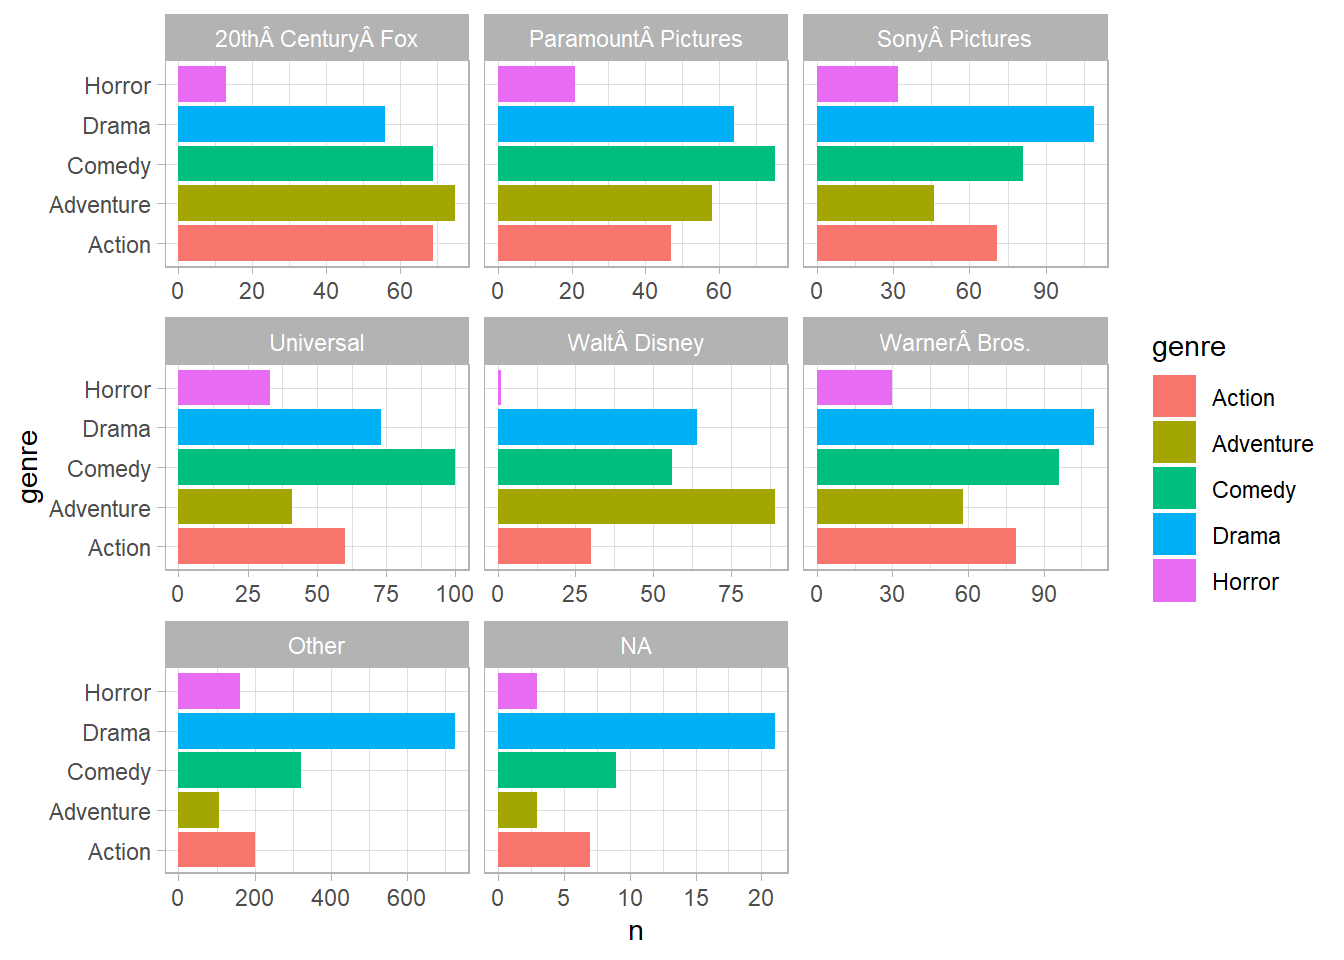 20thÂ CenturyÂ Fox
ParamountÂ Pictures
SonyÂ Pictures
Horror
Drama
Comedy
Adventure
Action
0 20 40 60
0 20 40 60
0 30 60 90
Universal
WaltÂ Disney
WarnerÂ Bros.
Horror
Drama
Comedy
Adventure
Action
0 25 50 75 100
0 25 50 75
0 30 60 90
Other
NA
Horror
Drama
Comedy
Adventure
Action
0 200 400 600
0 5 10 15 20
n
genre
genre
Action
Adventure
Comedy
Drama
Horror